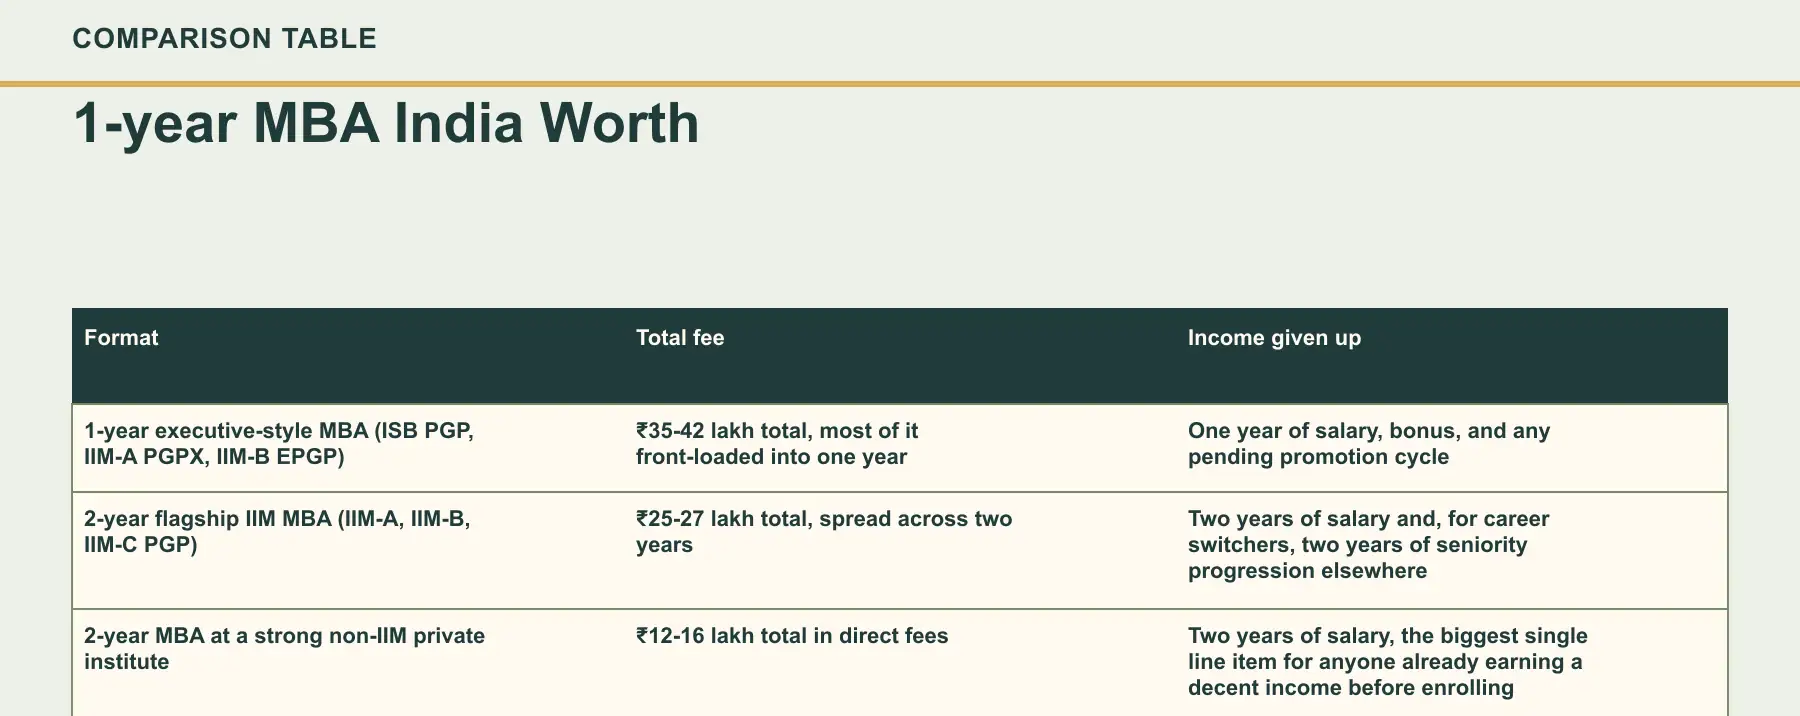 COMPARISON TABLE
1-year MBA India Worth
Format
Total fee
Income given up
1-year executive-style MBA (ISB PGP,
IIM-A PGPX, IIM-B EPGP)
₹35-42 lakh total, most of it
front-loaded into one year
One year of salary, bonus, and any
pending promotion cycle
2-year flagship IIM MBA (IIM-A, IIM-B,
IIM-C PGP)
₹25-27 lakh total, spread across two
years
Two years of salary and, for career
switchers, two years of seniority
progression elsewhere
2-year MBA at a strong non-IIM private
institute
₹12-16 lakh total in direct fees
Two years of salary, the biggest single
line item for anyone already earning a
decent income before enrolling